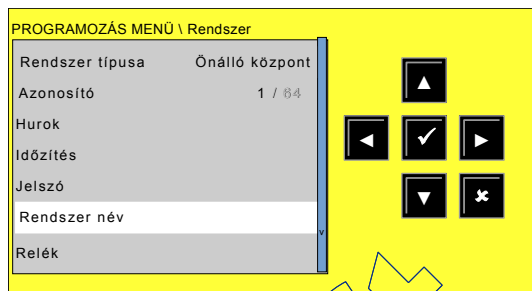 PROGRAMOZÁS MENÜ \ Rendszer
Rendszer típusa Önálló központ
Azonosító 1 / 64
Hurok
Időzítés
Jelszó
Rendszer név
v
Relék